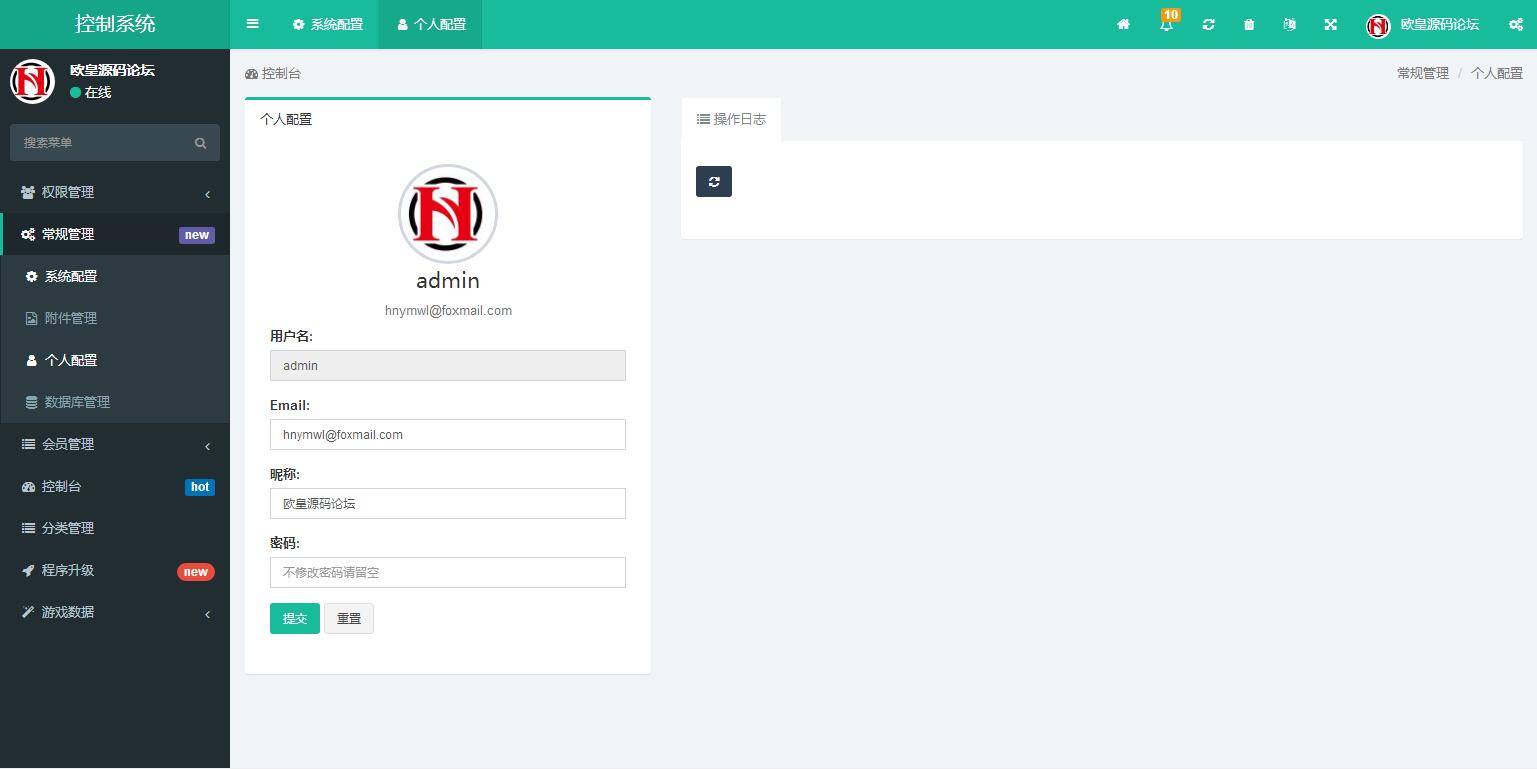 控制系统
系统配置
个人配置
10
欧皇源码论坛
欧皇源码论坛
在线
搜索菜单
权限管理
常规管理 new
系统配置
附件管理
个人配置
数据库管理
会员管理
控制台 hot
分类管理
程序升级 new
游戏数据
控制台
常规管理 / 个人配置
个人配置
admin
hnymwl@foxmail.com
用户名:
admin
Email:
hnymwl@foxmail.com
昵称:
欧皇源码论坛
密码:
不修改密码请留空
提交 重置
操作日志